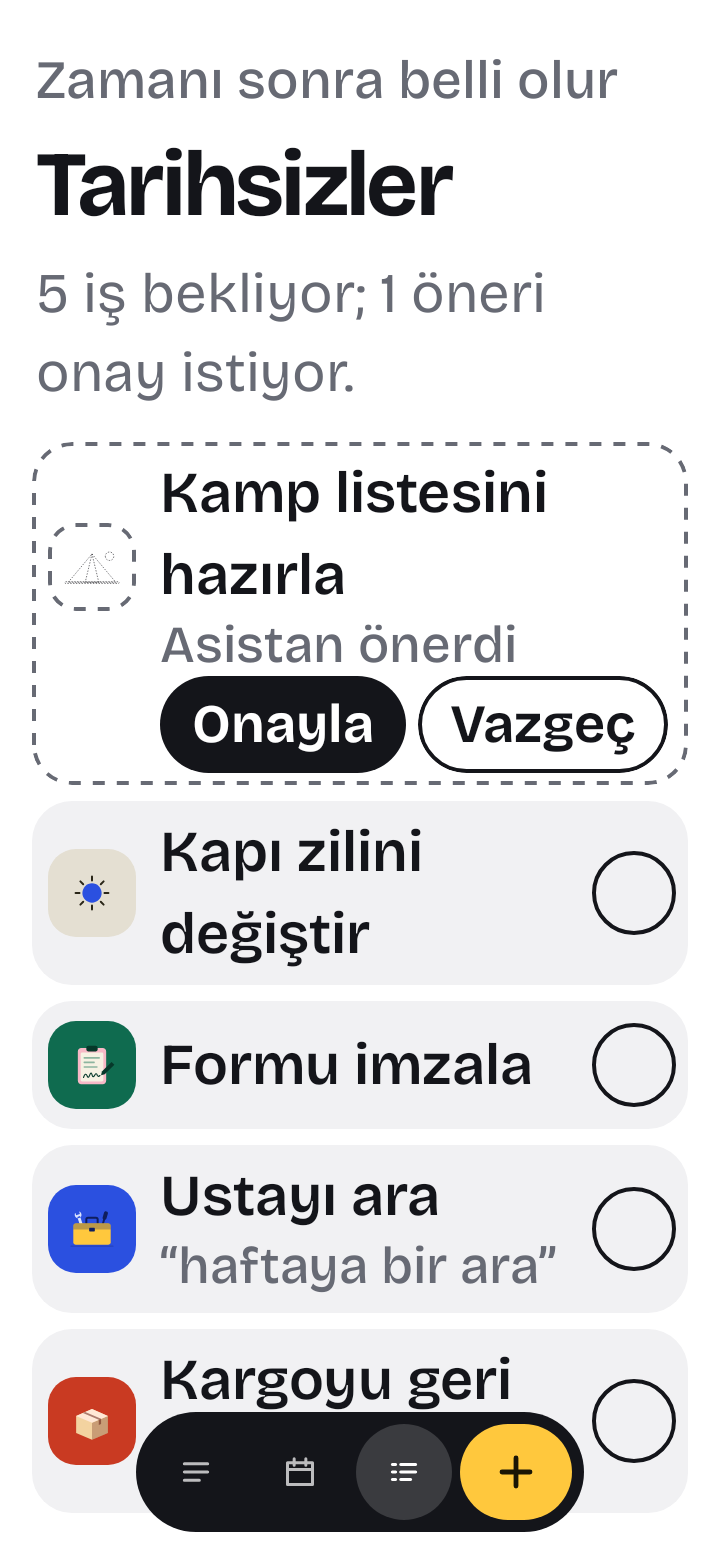 Zamanı sonra belli olur
Tarihsizler
5 iş bekliyor; 1 öneri
onay istiyor.
Kamp listesini
hazırla
Asistan önerdi
Onayla
Vazgeç
Kapı zilini
değiştir
Formu imzala
Ustayı ara
“haftaya bir ara”
Kargoyu geri